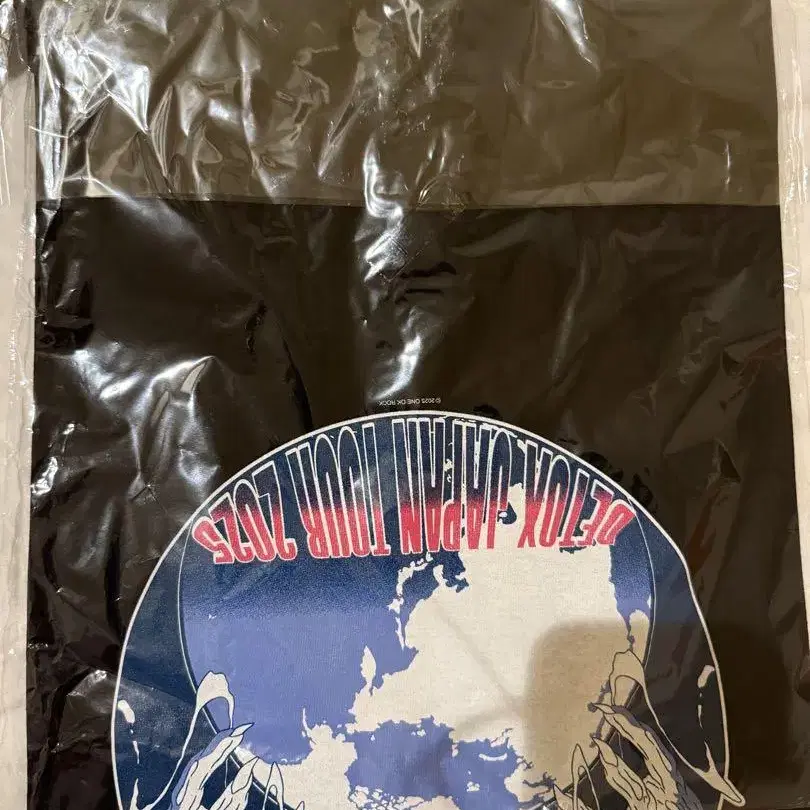 DETOX JAPAN TOUR 2025
© 2025 ONE OK ROCK